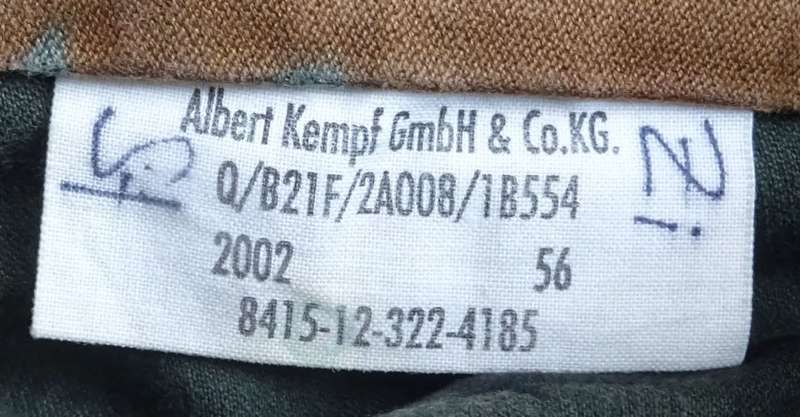 Albert Kempf GmbH & Co.KG.
Q/B21F/2A008/1B554
2002 56
8415-12-322-4185